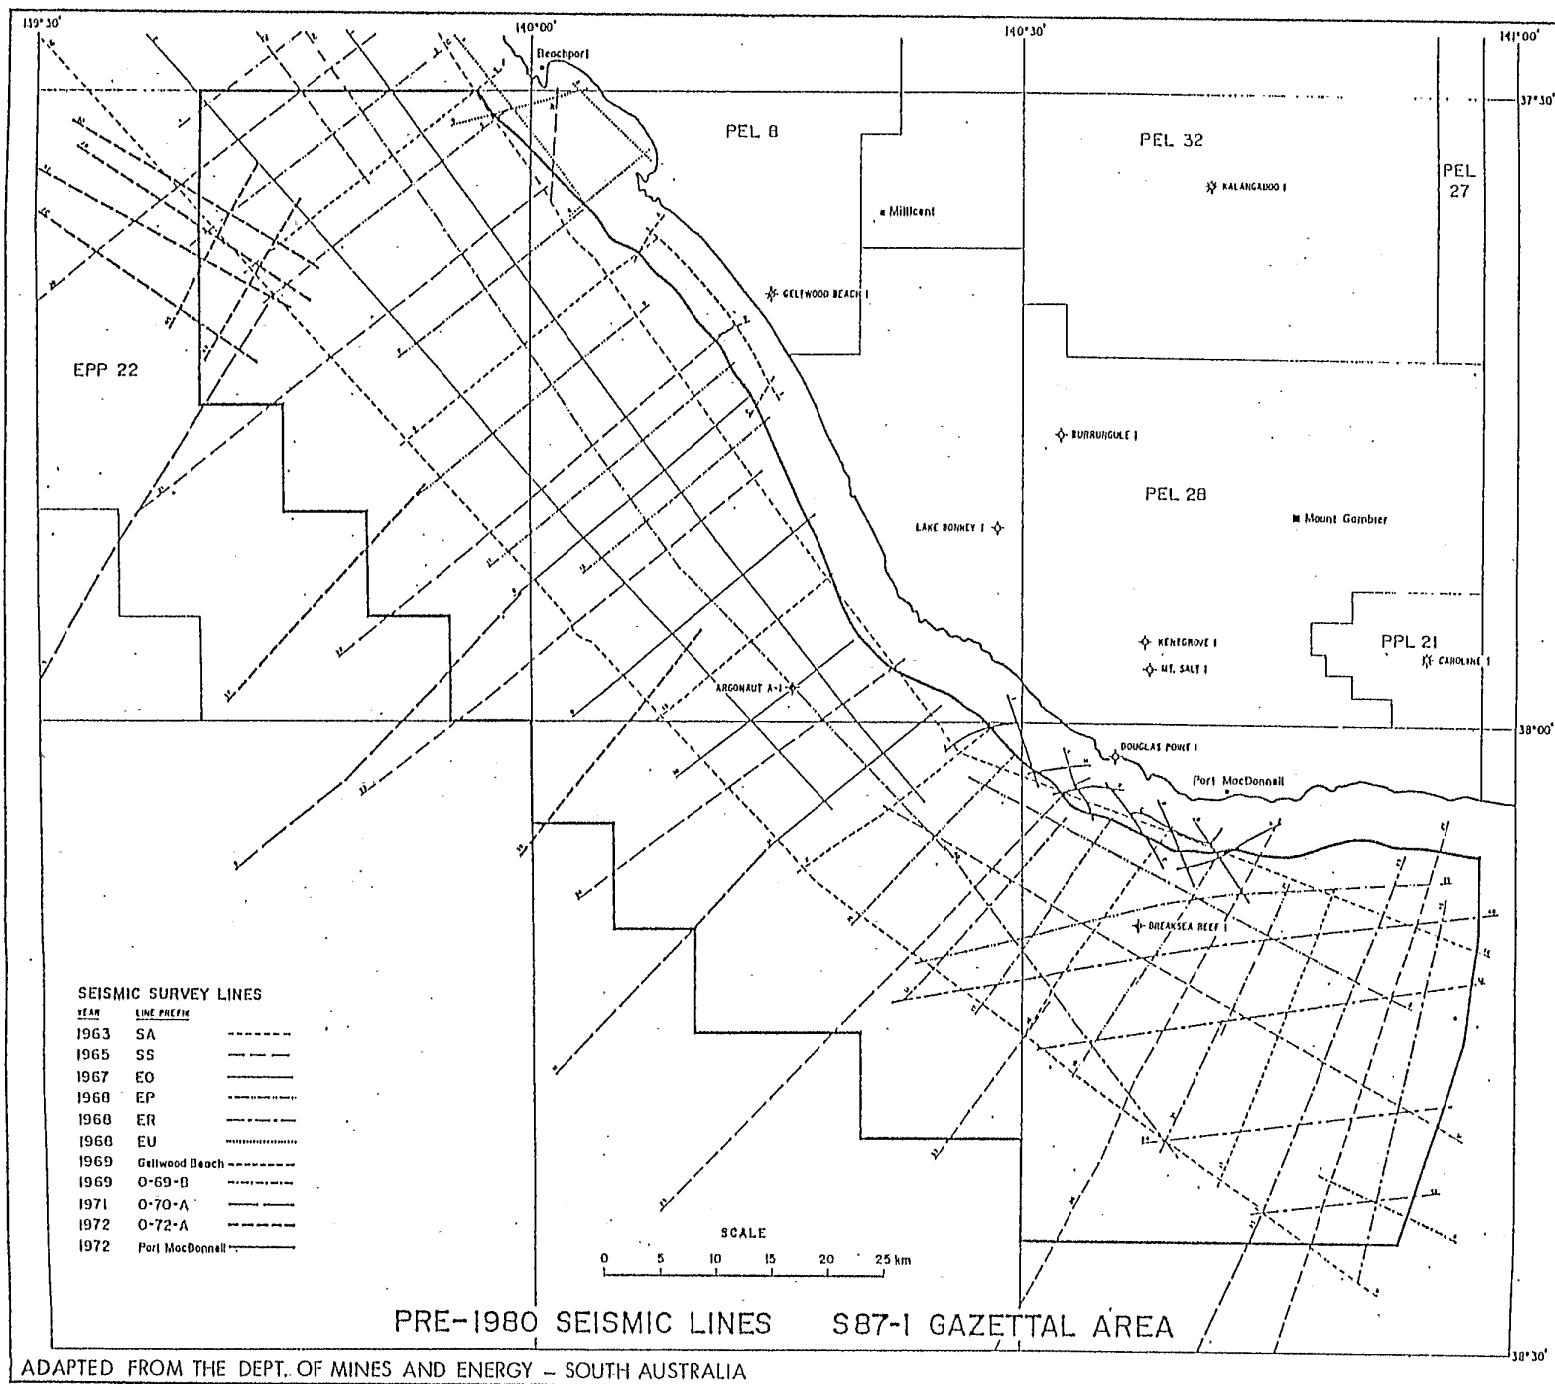 139°30'
140°00'
140°30'
141°00'
Beachport
37°30'
PEL 8
PEL 32
PEL
27
KALANGADOO 1
Millicent
GELTWOOD BEACH 1
EPP 22
BURRUNGULE 1
PEL 28
LAKE BONNEY 1
Mount Gambier
KENTGROVE 1
MT. SALT 1
PPL 21
CAROLINE 1
ARGONAUT A-1
38°00'
DOUGLAS POINT 1
Port MacDonnell
BREAKSEA REEF 1
SEISMIC SURVEY LINES
YEAR LINE PREFIX
1963 SA
1965 SS
1967 EO
1968 EP
1968 ER
1968 EU
1969 Geltwood Beach
1969 O-69-B
1971 O-70-A
1972 O-72-A
1972 Port MacDonnell
SCALE
0 5 10 15 20 25 km
PRE-1980 SEISMIC LINES S87-1 GAZETTAL AREA
38°30'
ADAPTED FROM THE DEPT. OF MINES AND ENERGY – SOUTH AUSTRALIA